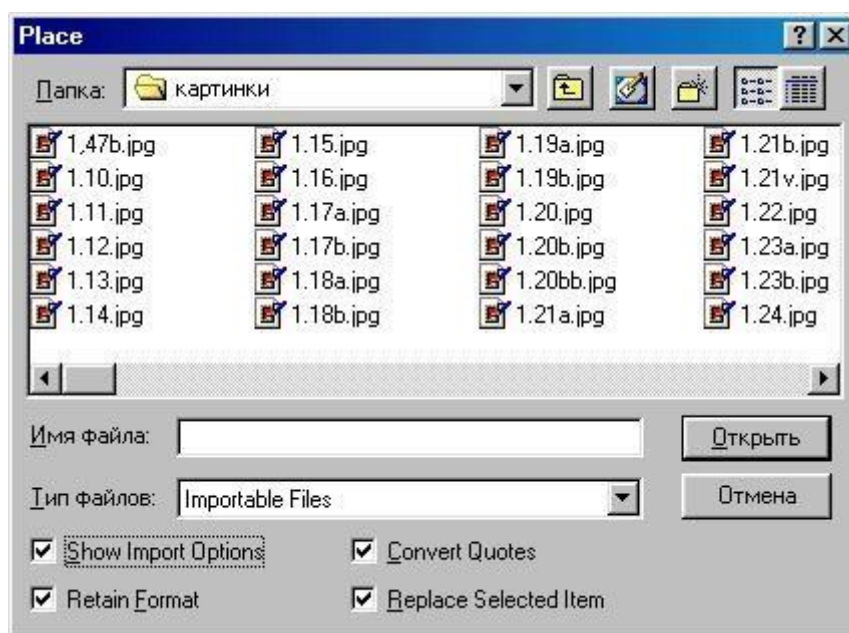 Place
Папка: картинки
1,47b.jpg 1.15.jpg 1.19a.jpg 1.21b.jpg
1.10.jpg 1.16.jpg 1.19b.jpg 1.21v.jpg
1.11.jpg 1.17a.jpg 1.20.jpg 1.22.jpg
1.12.jpg 1.17b.jpg 1.20b.jpg 1.23a.jpg
1.13.jpg 1.18a.jpg 1.20bb.jpg 1.23b.jpg
1.14.jpg 1.18b.jpg 1.21a.jpg 1.24.jpg
Имя файла: Открыть
Тип файлов: Importable Files Отмена
Show Import Options Convert Quotes
Retain Format Replace Selected Item